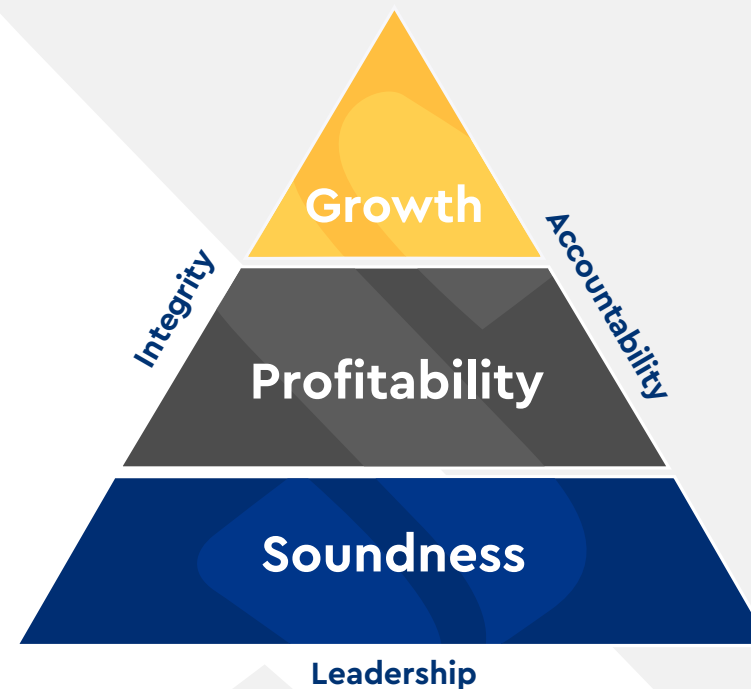 Growth
Integrity
Accountability
Profitability
Soundness
Leadership